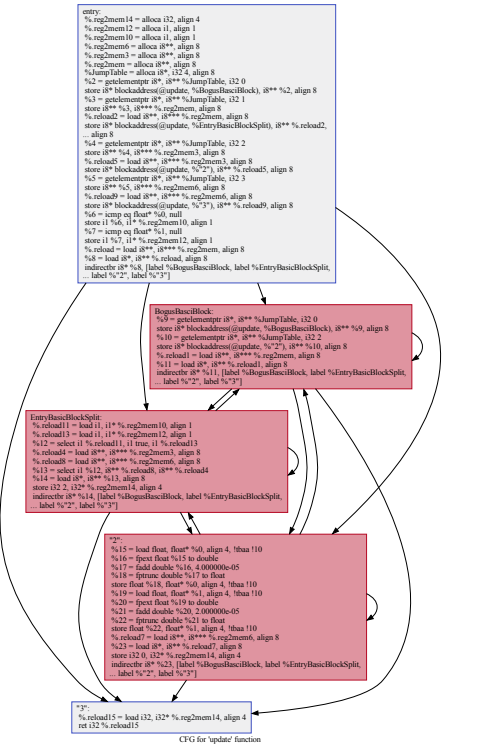 entry:
%.reg2mem14 = alloca i32, align 4
%.reg2mem12 = alloca i1, align 1
%.reg2mem10 = alloca i1, align 1
%.reg2mem6 = alloca i8**, align 8
%.reg2mem3 = alloca i8**, align 8
%.reg2mem = alloca i8**, align 8
%JumpTable = alloca i8*, i32 4, align 8
%2 = getelementptr i8*, i8** %JumpTable, i32 0
store i8* blockaddress(@update, %BogusBasciBlock), i8** %2, align 8
%3 = getelementptr i8*, i8** %JumpTable, i32 1
store i8** %3, i8*** %.reg2mem, align 8
%.reload2 = load i8**, i8*** %.reg2mem, align 8
store i8* blockaddress(@update, %EntryBasicBlockSplit), i8** %.reload2,
... align 8
%4 = getelementptr i8*, i8** %JumpTable, i32 2
store i8** %4, i8*** %.reg2mem3, align 8
%.reload5 = load i8**, i8*** %.reg2mem3, align 8
store i8* blockaddress(@update, %"2"), i8** %.reload5, align 8
%5 = getelementptr i8*, i8** %JumpTable, i32 3
store i8** %5, i8*** %.reg2mem6, align 8
%.reload9 = load i8**, i8*** %.reg2mem6, align 8
store i8* blockaddress(@update, %"3"), i8** %.reload9, align 8
%6 = icmp eq float* %0, null
store i1 %6, i1* %.reg2mem10, align 1
%7 = icmp eq float* %1, null
store i1 %7, i1* %.reg2mem12, align 1
%.reload = load i8**, i8*** %.reg2mem, align 8
%8 = load i8*, i8** %.reload, align 8
indirectbr i8* %8, [label %BogusBasciBlock, label %EntryBasicBlockSplit,
... label %"2", label %"3"]
BogusBasciBlock:
%9 = getelementptr i8*, i8** %JumpTable, i32 0
store i8* blockaddress(@update, %BogusBasciBlock), i8** %9, align 8
%10 = getelementptr i8*, i8** %JumpTable, i32 2
store i8* blockaddress(@update, %"2"), i8** %10, align 8
%.reload1 = load i8**, i8*** %.reg2mem, align 8
%11 = load i8*, i8** %.reload1, align 8
indirectbr i8* %11, [label %BogusBasciBlock, label %EntryBasicBlockSplit,
... label %"2", label %"3"]
EntryBasicBlockSplit:
%.reload11 = load i1, i1* %.reg2mem10, align 1
%.reload13 = load i1, i1* %.reg2mem12, align 1
%12 = select i1 %.reload11, i1 true, i1 %.reload13
%.reload4 = load i8**, i8*** %.reg2mem3, align 8
%.reload8 = load i8**, i8*** %.reg2mem6, align 8
%13 = select i1 %12, i8** %.reload8, i8** %.reload4
%14 = load i8*, i8** %13, align 8
store i32 2, i32* %.reg2mem14, align 4
indirectbr i8* %14, [label %BogusBasciBlock, label %EntryBasicBlockSplit,
... label %"2", label %"3"]
"2":
%15 = load float, float* %0, align 4, !tbaa !10
%16 = fpext float %15 to double
%17 = fadd double %16, 4.000000e-05
%18 = fptrunc double %17 to float
store float %18, float* %0, align 4, !tbaa !10
%19 = load float, float* %1, align 4, !tbaa !10
%20 = fpext float %19 to double
%21 = fadd double %20, 2.000000e-05
%22 = fptrunc double %21 to float
store float %22, float* %1, align 4, !tbaa !10
%.reload7 = load i8**, i8*** %.reg2mem6, align 8
%23 = load i8*, i8** %.reload7, align 8
store i32 0, i32* %.reg2mem14, align 4
indirectbr i8* %23, [label %BogusBasciBlock, label %EntryBasicBlockSplit,
... label %"2", label %"3"]
"3":
%.reload15 = load i32, i32* %.reg2mem14, align 4
ret i32 %.reload15
CFG for 'update' function